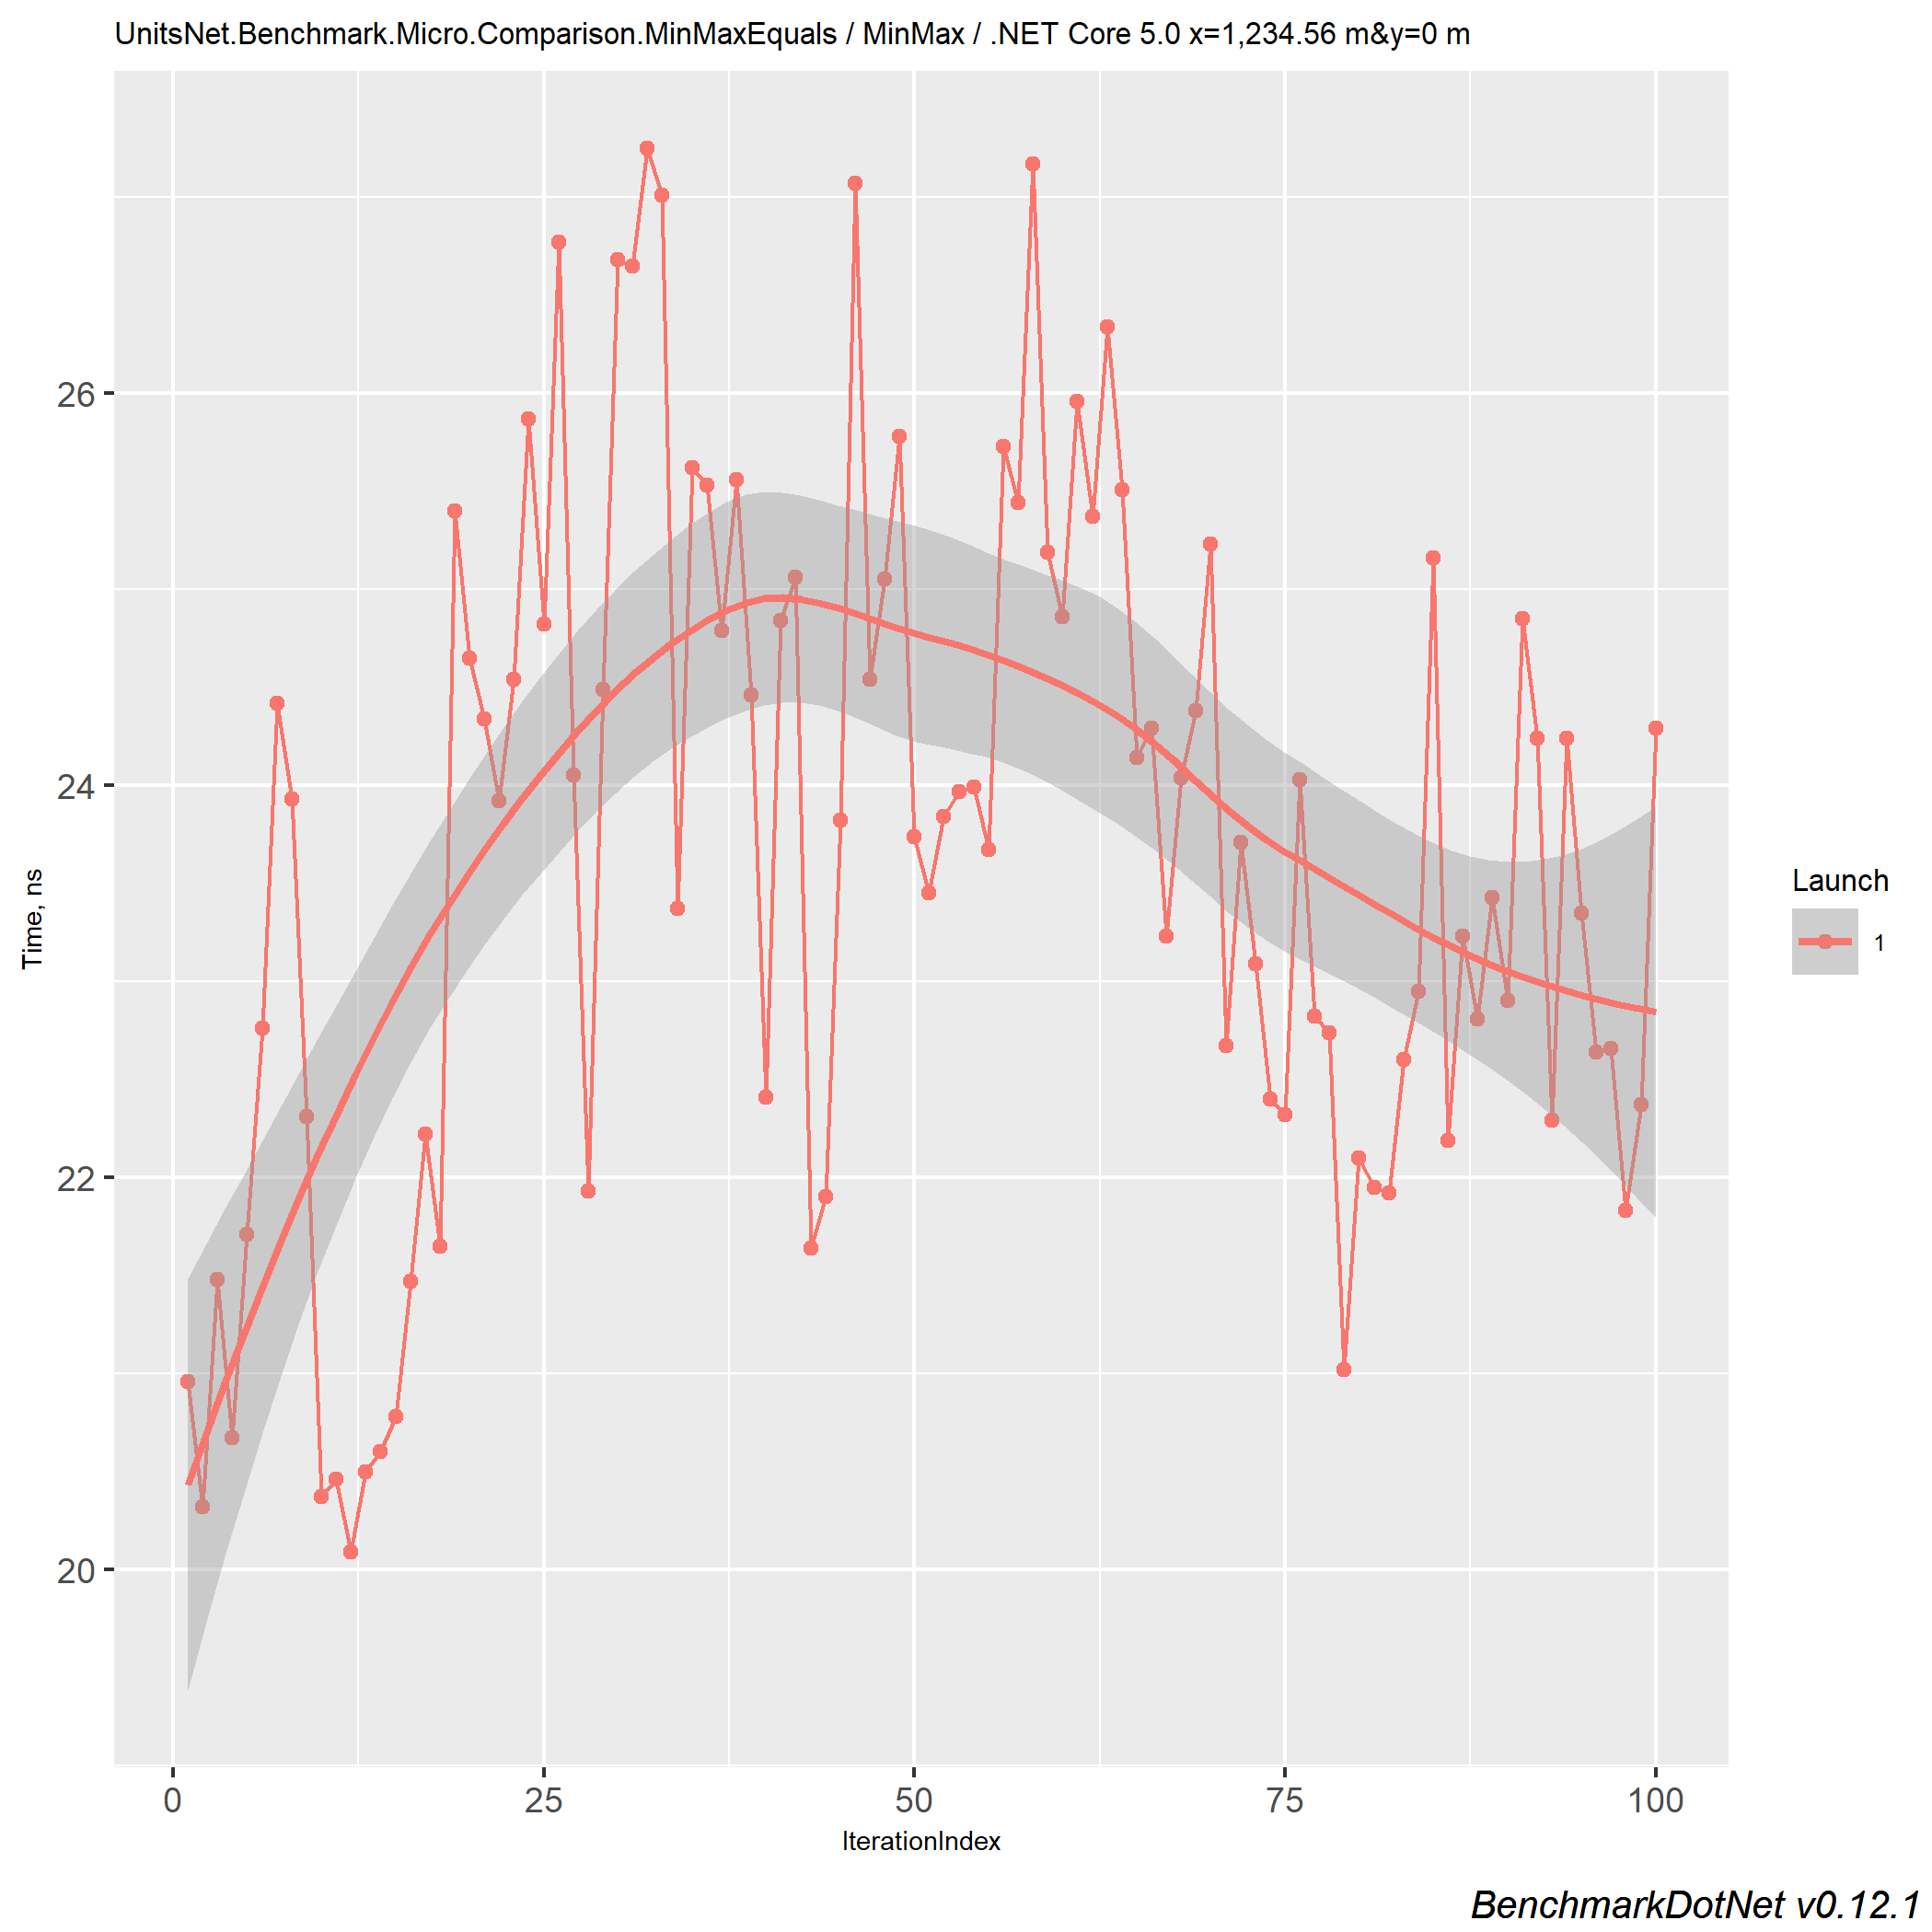 UnitsNet.Benchmark.Micro.Comparison.MinMaxEquals / MinMax / .NET Core 5.0 x=1,234.56 m&y=0 m
26
24
22
20
Time, ns
0 25 50 75 100
IterationIndex
Launch
1
BenchmarkDotNet v0.12.1